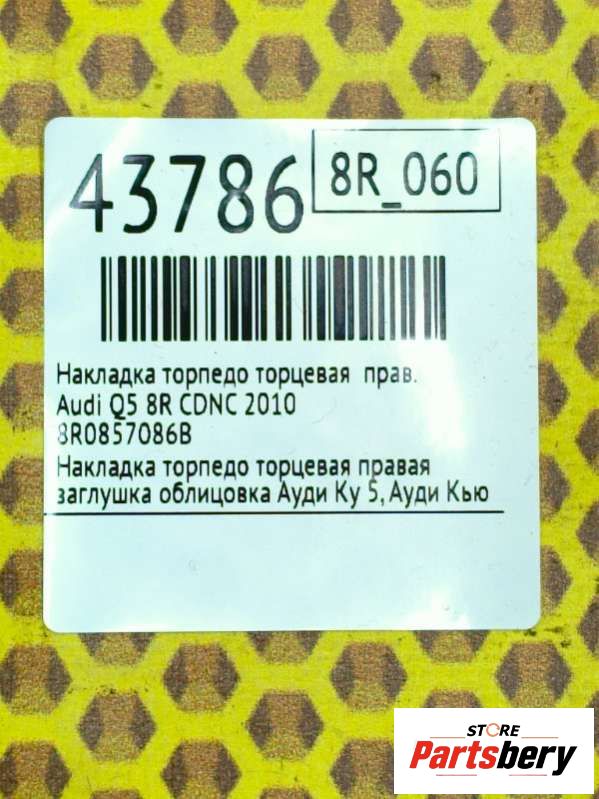 43786
8R_060
Накладка торпедо торцевая прав.
Audi Q5 8R CDNC 2010
8R0857086B
Накладка торпедо торцевая правая
заглушка облицовка Ауди Ку 5, Ауди Кью
STORE
Partsbery